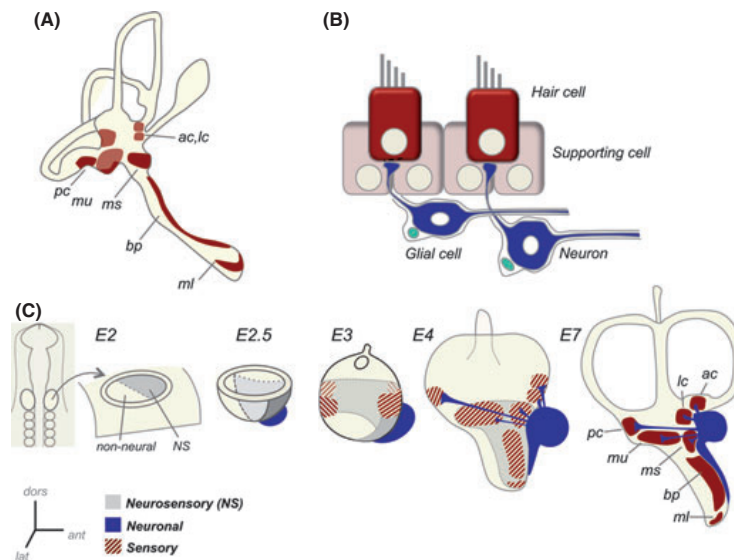 (A)
ac,lc
pc
mu
ms
bp
ml
(B)
Hair cell
Supporting cell
Glial cell
Neuron
(C)
E2
E2.5
E3
E4
E7
non-neural
NS
lc
ac
pc
mu
ms
bp
ml
dors
ant
lat
Neurosensory (NS)
Neuronal
Sensory